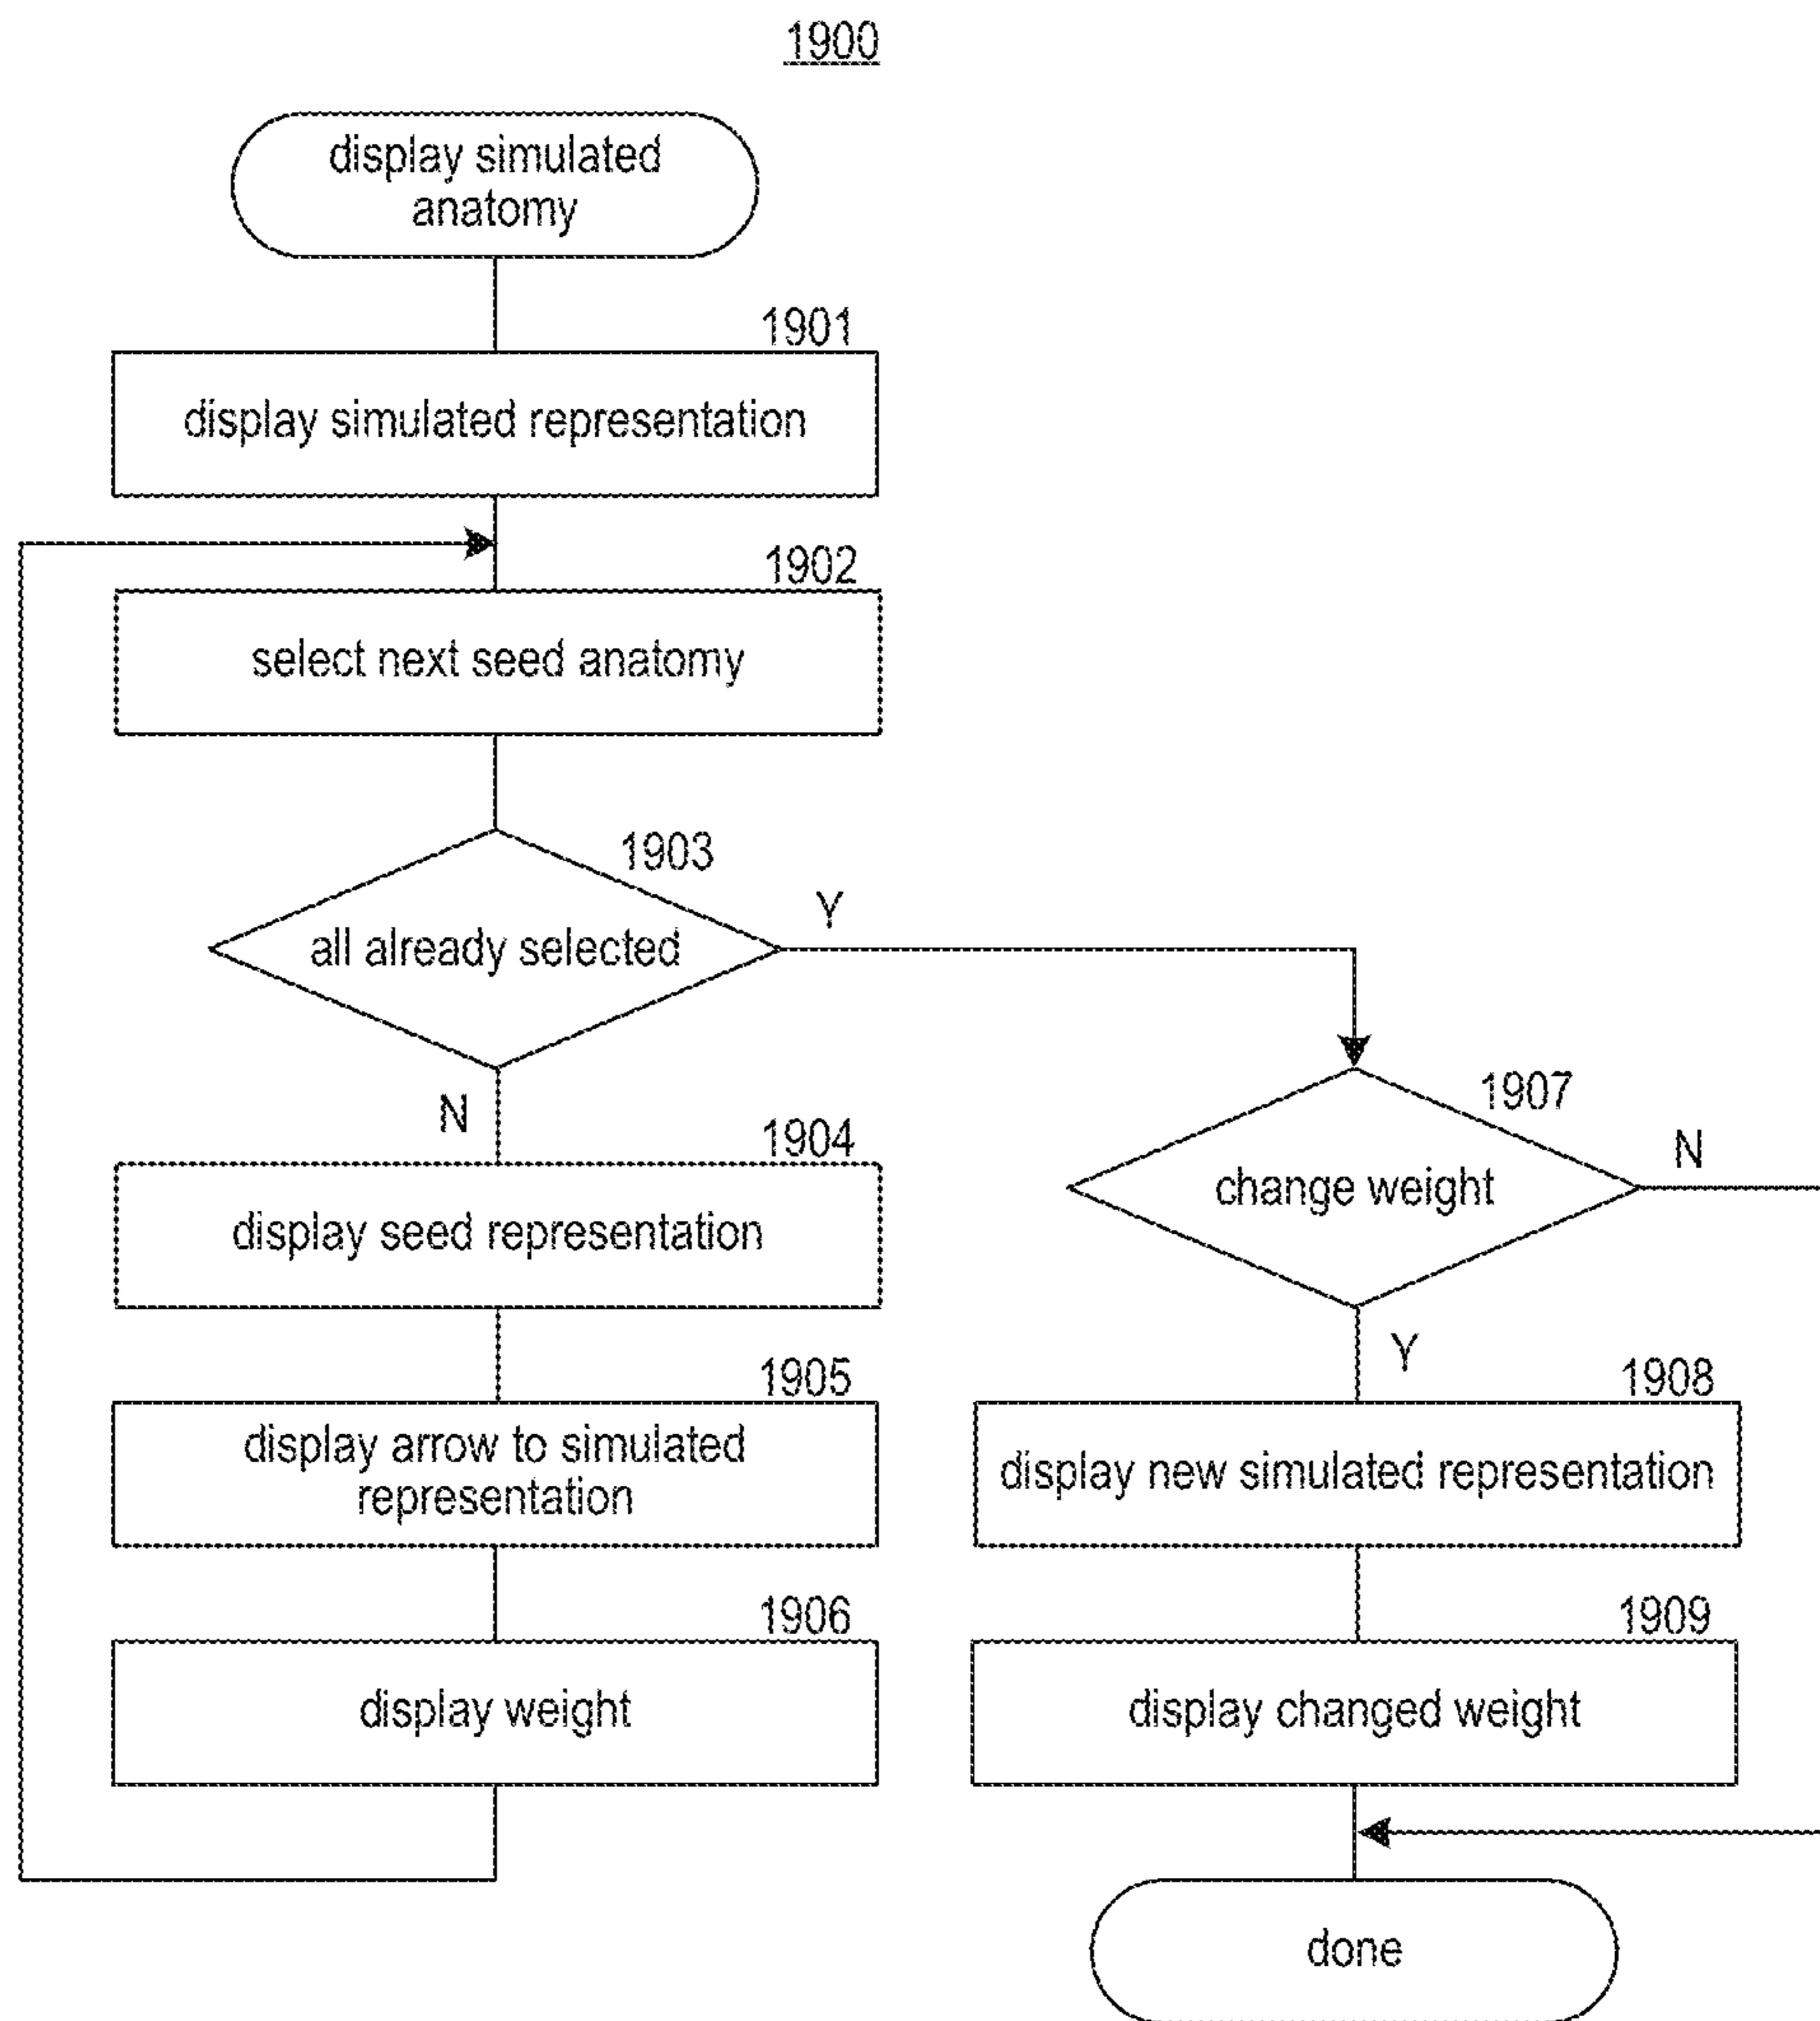 1900
display simulated
anatomy
1901
display simulated representation
1902
select next seed anatomy
1903
all already selected
Y
N
1904
display seed representation
1905
display arrow to simulated
representation
1906
display weight
1907
change weight
N
Y
1908
display new simulated representation
1909
display changed weight
done